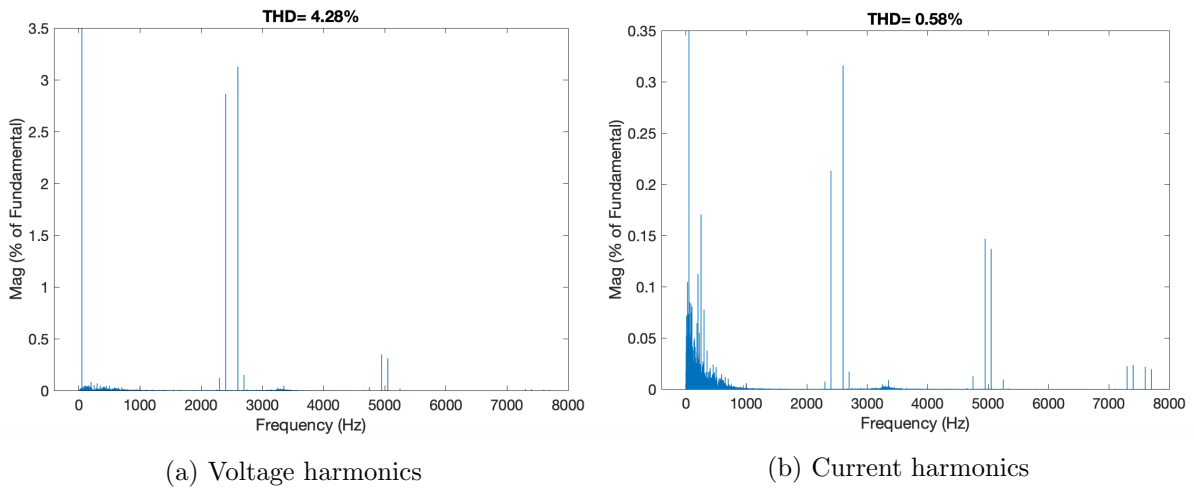 THD= 4.28%
3.5
3
2.5
2
1.5
1
0.5
0
Mag (% of Fundamental)
0 1000 2000 3000 4000 5000 6000 7000 8000
Frequency (Hz)
(a) Voltage harmonics
THD= 0.58%
0.35
0.3
0.25
0.2
0.15
0.1
0.05
0
Mag (% of Fundamental)
0 1000 2000 3000 4000 5000 6000 7000 8000
Frequency (Hz)
(b) Current harmonics